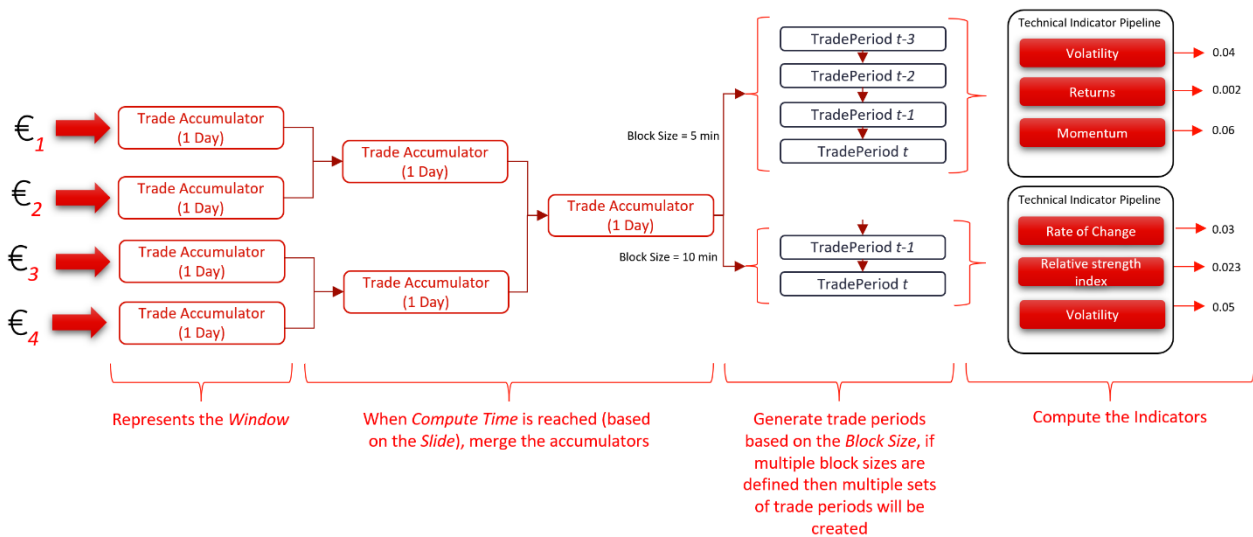 €1
Trade Accumulator
(1 Day)
€2
Trade Accumulator
(1 Day)
€3
Trade Accumulator
(1 Day)
€4
Trade Accumulator
(1 Day)
Trade Accumulator
(1 Day)
Trade Accumulator
(1 Day)
Trade Accumulator
(1 Day)
Block Size = 5 min
Block Size = 10 min
TradePeriod t-3
TradePeriod t-2
TradePeriod t-1
TradePeriod t
TradePeriod t-1
TradePeriod t
Technical Indicator Pipeline
Volatility
0.04
Returns
0.002
Momentum
0.06
Technical Indicator Pipeline
Rate of Change
0.03
Relative strength
index
0.023
Volatility
0.05
Represents the Window
When Compute Time is reached (based
on the Slide), merge the accumulators
Generate trade periods
based on the Block Size, if
multiple block sizes are
defined then multiple sets
of trade periods will be
created
Compute the Indicators